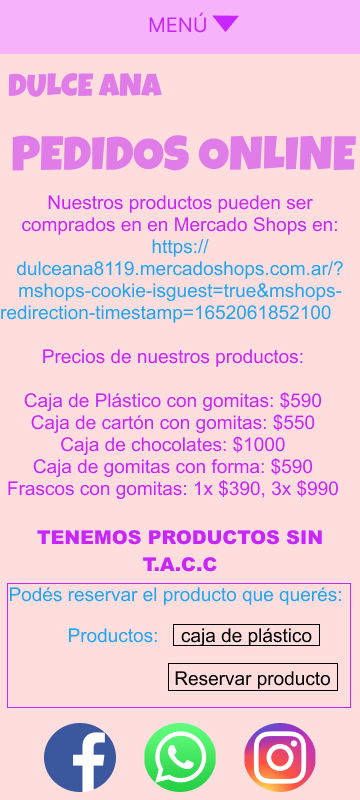 MENÚ
DULCE ANA
PEDIDOS ONLINE
Nuestros productos pueden ser
comprados en en Mercado Shops en:
https://
dulceana8119.mercadoshops.com.ar/?
mshops-cookie-isguest=true&mshops-
redirection-timestamp=1652061852100
Precios de nuestros productos:
Caja de Plástico con gomitas: $590
Caja de cartón con gomitas: $550
Caja de chocolates: $1000
Caja de gomitas con forma: $590
Frascos con gomitas: 1x $390, 3x $990
TENEMOS PRODUCTOS SIN
T.A.C.C
Podés reservar el producto que querés:
Productos: caja de plástico
Reservar producto